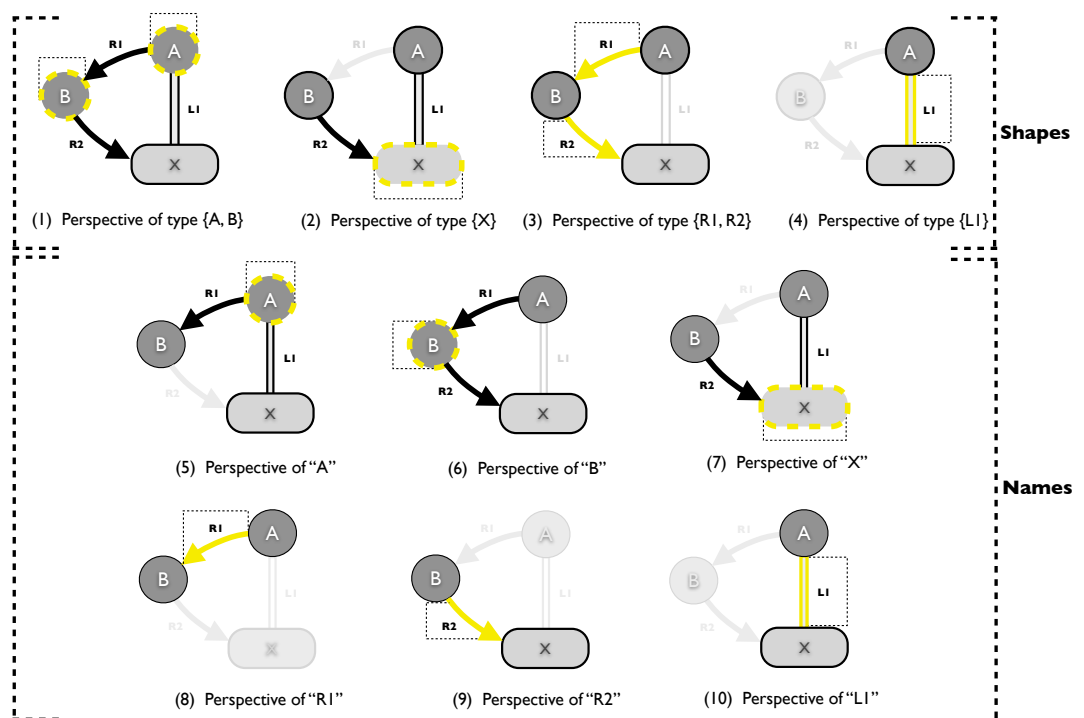 R1
A
B
L1
R2
X
(1) Perspective of type {A, B}
R1
A
B
L1
R2
X
(2) Perspective of type {X}
R1
A
B
L1
R2
X
(3) Perspective of type {R1, R2}
R1
A
B
L1
R2
X
(4) Perspective of type {L1}
Shapes
R1
A
B
L1
R2
X
(5) Perspective of “A”
R1
A
B
L1
R2
X
(6) Perspective of “B”
R1
A
B
L1
R2
X
(7) Perspective of “X”
Names
R1
A
B
L1
R2
X
(8) Perspective of “R1”
R1
A
B
L1
R2
X
(9) Perspective of “R2”
R1
A
B
L1
R2
X
(10) Perspective of “L1”